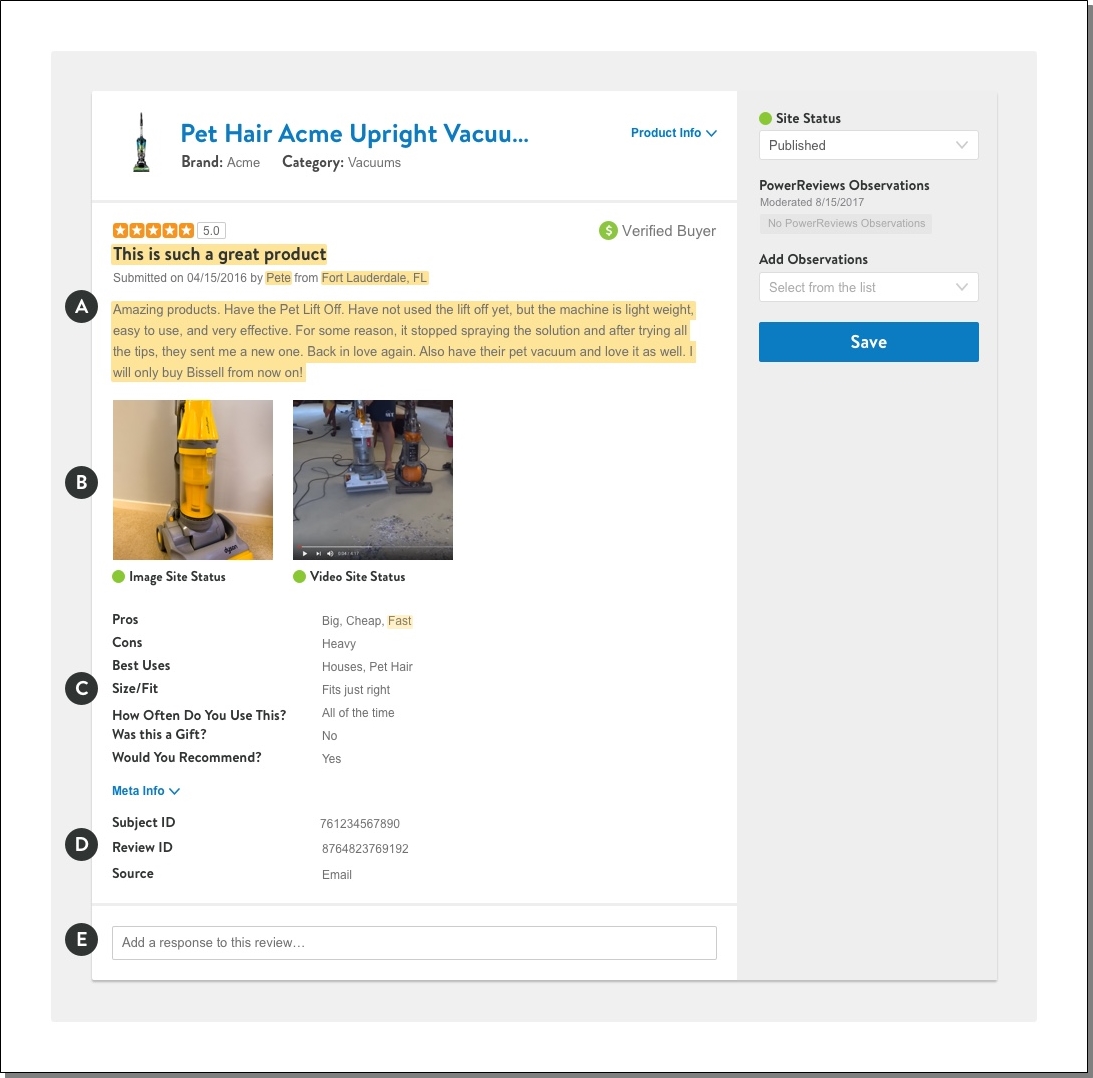 Pet Hair Acme Upright Vacuu...
Product Info
Brand: Acme Category: Vacuums
5.0
$ Verified Buyer
This is such a great product
Submitted on 04/15/2016 by Pete from Fort Lauderdale, FL
A
Amazing products. Have the Pet Lift Off. Have not used the lift off yet, but the machine is light weight,
easy to use, and very effective. For some reason, it stopped spraying the solution and after trying all
the tips, they sent me a new one. Back in love again. Also have their pet vacuum and love it as well. I
will only buy Bissell from now on!
B
dyson
Image Site Status
Video Site Status
Pros Big, Cheap, Fast
Cons Heavy
Best Uses Houses, Pet Hair
C
Size/Fit Fits just right
How Often Do You Use This? All of the time
Was this a Gift? No
Would You Recommend? Yes
Meta Info
Subject ID 761234567890
D
Review ID 8764823769192
Source Email
E
Add a response to this review…
Site Status
Published
PowerReviews Observations
Moderated 8/15/2017
No PowerReviews Observations
Add Observations
Select from the list
Save